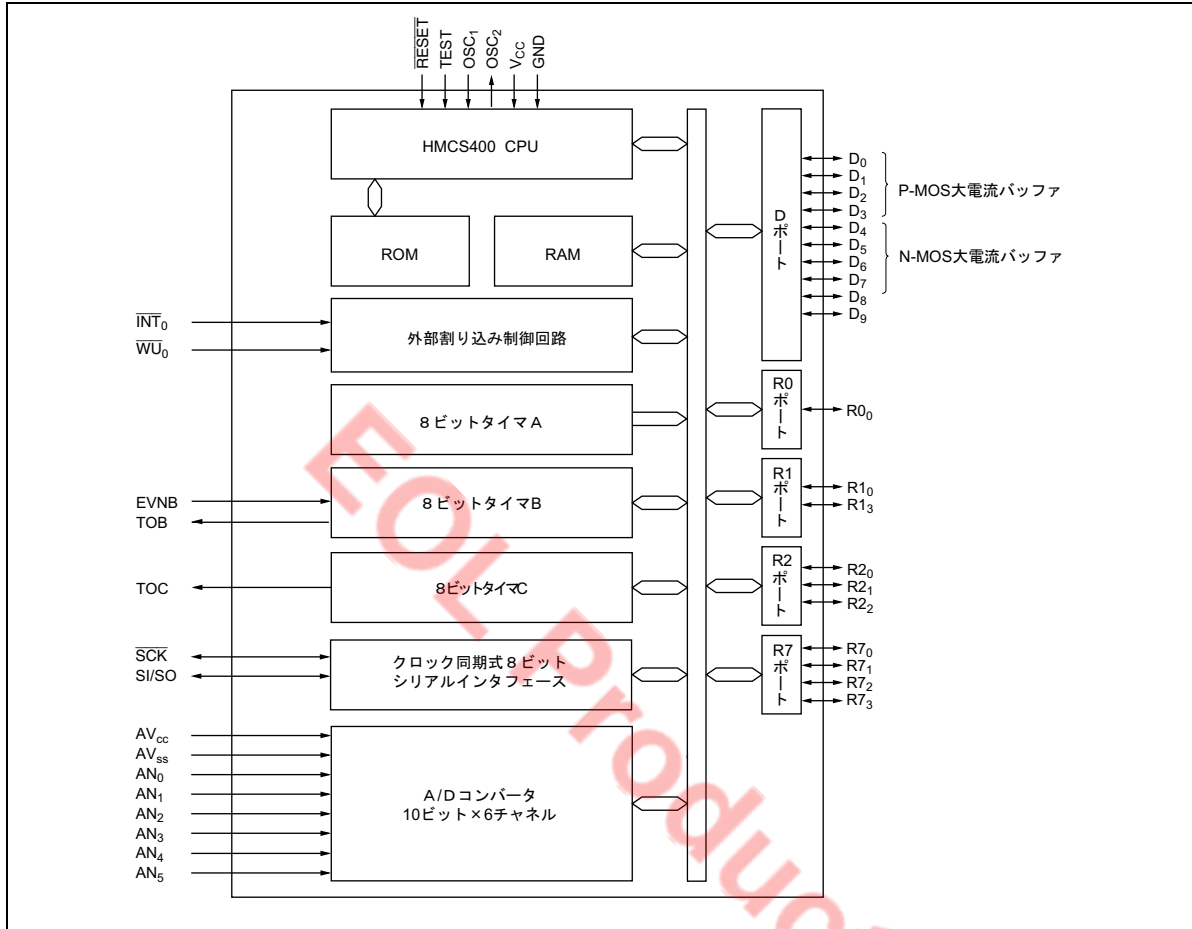 RESET
TEST
OSC1
OSC2
VCC
GND
HMCS400 CPU
ROM
RAM
外部割り込み制御回路
8ビットタイマA
8ビットタイマB
8ビットタイマC
クロック同期式8ビット
シリアルインタフェース
A/Dコンバータ
10ビット×6チャネル
INT0
WU0
EVNB
TOB
TOC
SCK
SI/SO
AVcc
AVss
AN0
AN1
AN2
AN3
AN4
AN5
Dポート
D0
D1
D2
D3
D4
D5
D6
D7
D8
D9
P-MOS大電流バッファ
N-MOS大電流バッファ
R0ポート
R00
R1ポート
R10
R13
R2ポート
R20
R21
R22
R7ポート
R70
R71
R72
R73
EOL Produc